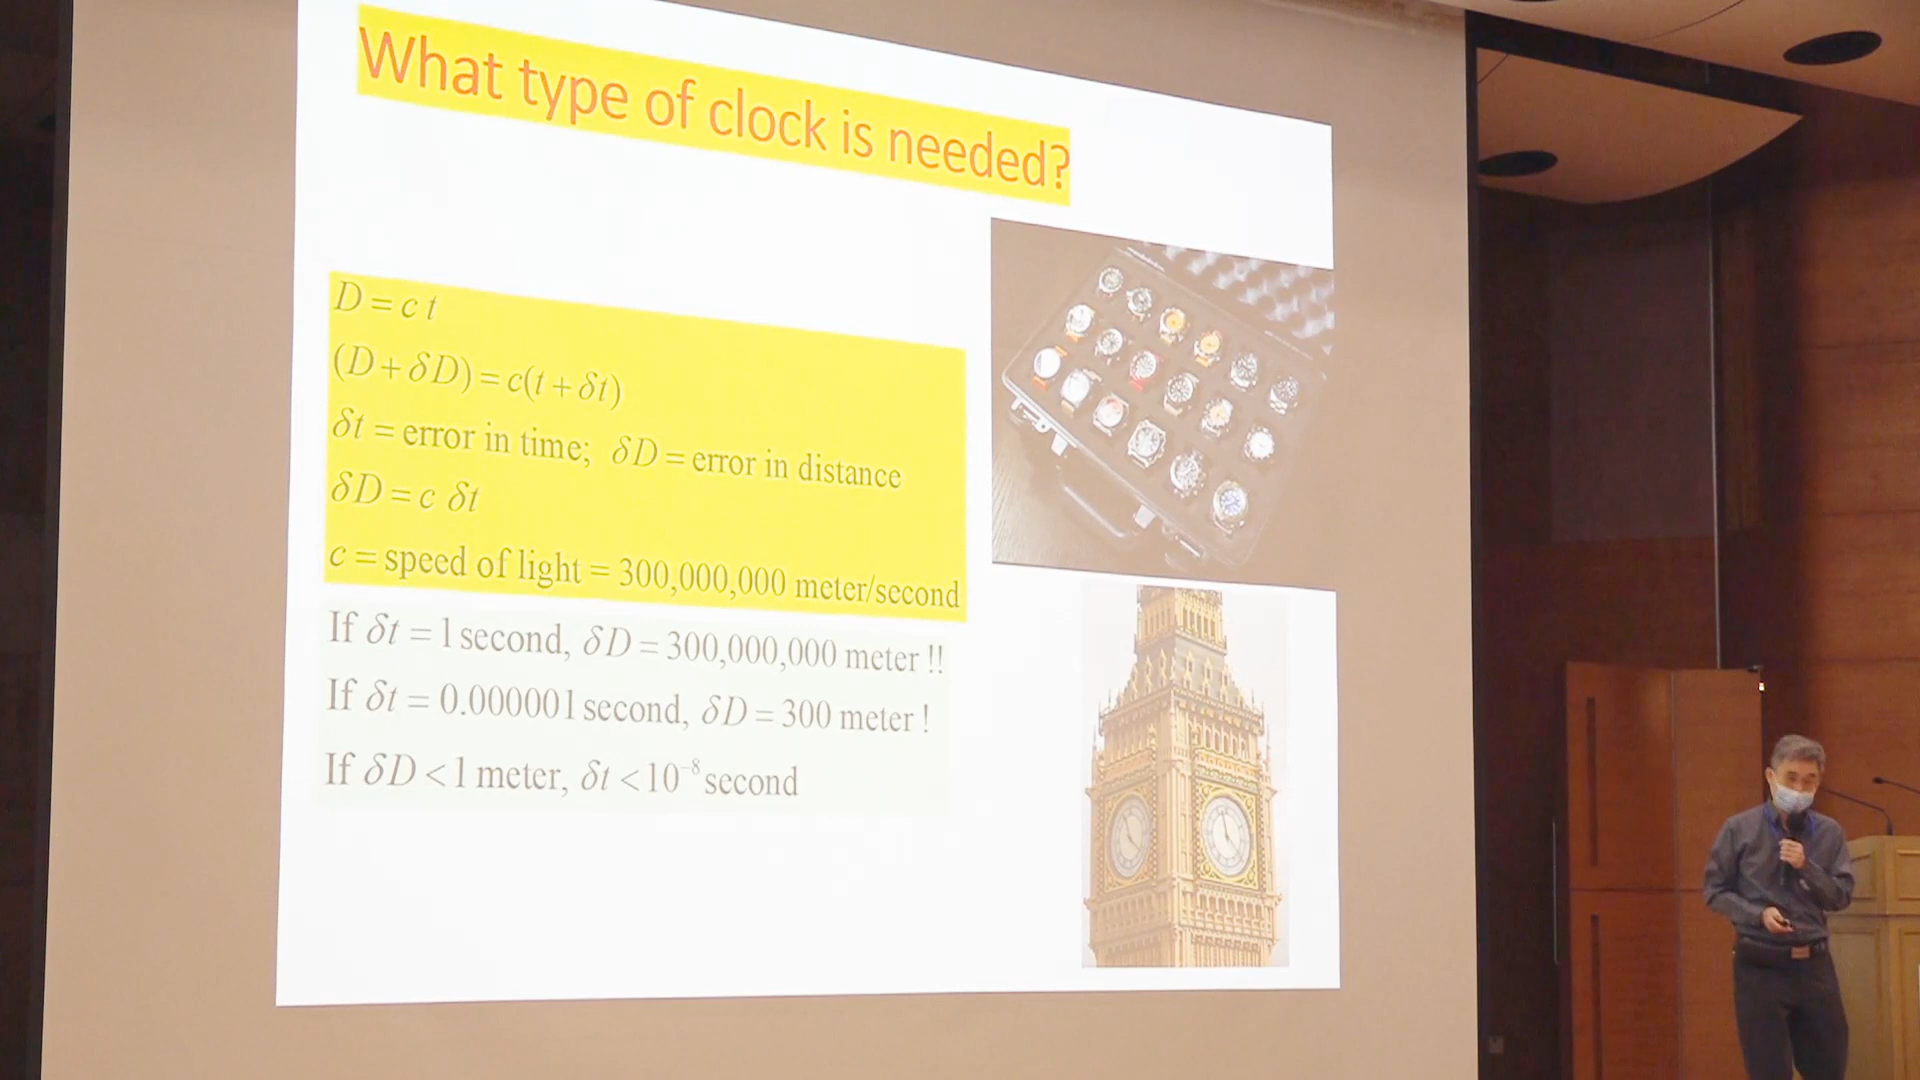 What type of clock is needed?
D = c t
(D + δD) = c(t + δt)
δt = error in time; δD = error in distance
δD = c δt
c = speed of light = 300,000,000 meter/second
If δt = 1 second, δD = 300,000,000 meter !!
If δt = 0.000001 second, δD = 300 meter !
If δD < 1 meter, δt < 10⁻⁸ second